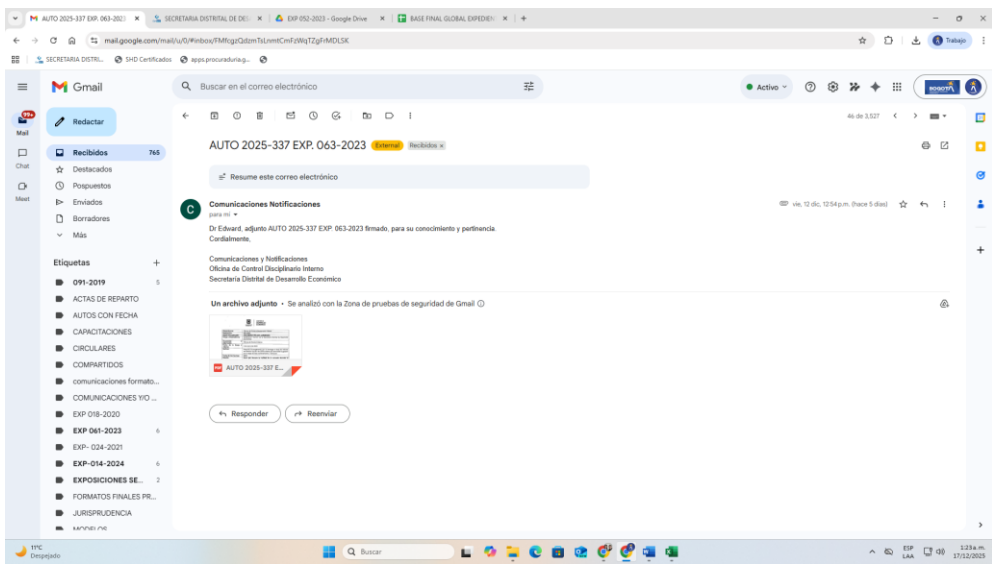 AUTO 2025-337 EXP. 063-2023
SECRETARIA DISTRITAL DE DES
EXP 052-2023 - Google Drive
BASE FINAL GLOBAL EXPEDIEN
mail.google.com/mail/u/0/#inbox/FMfcgzQdzmTsLnmtCmFzWqTZgFrMDLSK
Trabajo
SECRETARIA DISTRI...
SHD Certificados
apps.procuraduria.g...
Gmail
Buscar en el correo electrónico
Activo
BOGOTÁ
99+
Mail
Chat
Meet
Redactar
Recibidos 765
Destacados
Pospuestos
Enviados
Borradores
Más
Etiquetas
091-2019 5
ACTAS DE REPARTO
AUTOS CON FECHA
CAPACITACIONES
CIRCULARES
COMPARTIDOS
comunicaciones formato...
COMUNICACIONES Y/O ...
EXP 018-2020
EXP 061-2023 6
EXP- 024-2021
EXP-014-2024 6
EXPOSICIONES SE... 2
FORMATOS FINALES PR...
JURISPRUDENCIA
MODELOS
46 de 3,527
AUTO 2025-337 EXP. 063-2023 External Recibidos x
Resume este correo electrónico
C
Comunicaciones Notificaciones
vie, 12 dic, 12:54 p.m. (hace 5 días)
para mí
Dr Edward, adjunto AUTO 2025-337 EXP 063-2023 firmado, para su conocimiento y pertinencia.
Cordialmente,
Comunicaciones y Notificaciones
Oficina de Control Disciplinario Interno
Secretaría Distrital de Desarrollo Económico
Un archivo adjunto • Se analizó con la Zona de pruebas de seguridad de Gmail
PDF AUTO 2025-337 E...
Responder
Reenviar
11°C
Despejado
Buscar
ESP
LAA
1:23 a.m.
17/12/2025